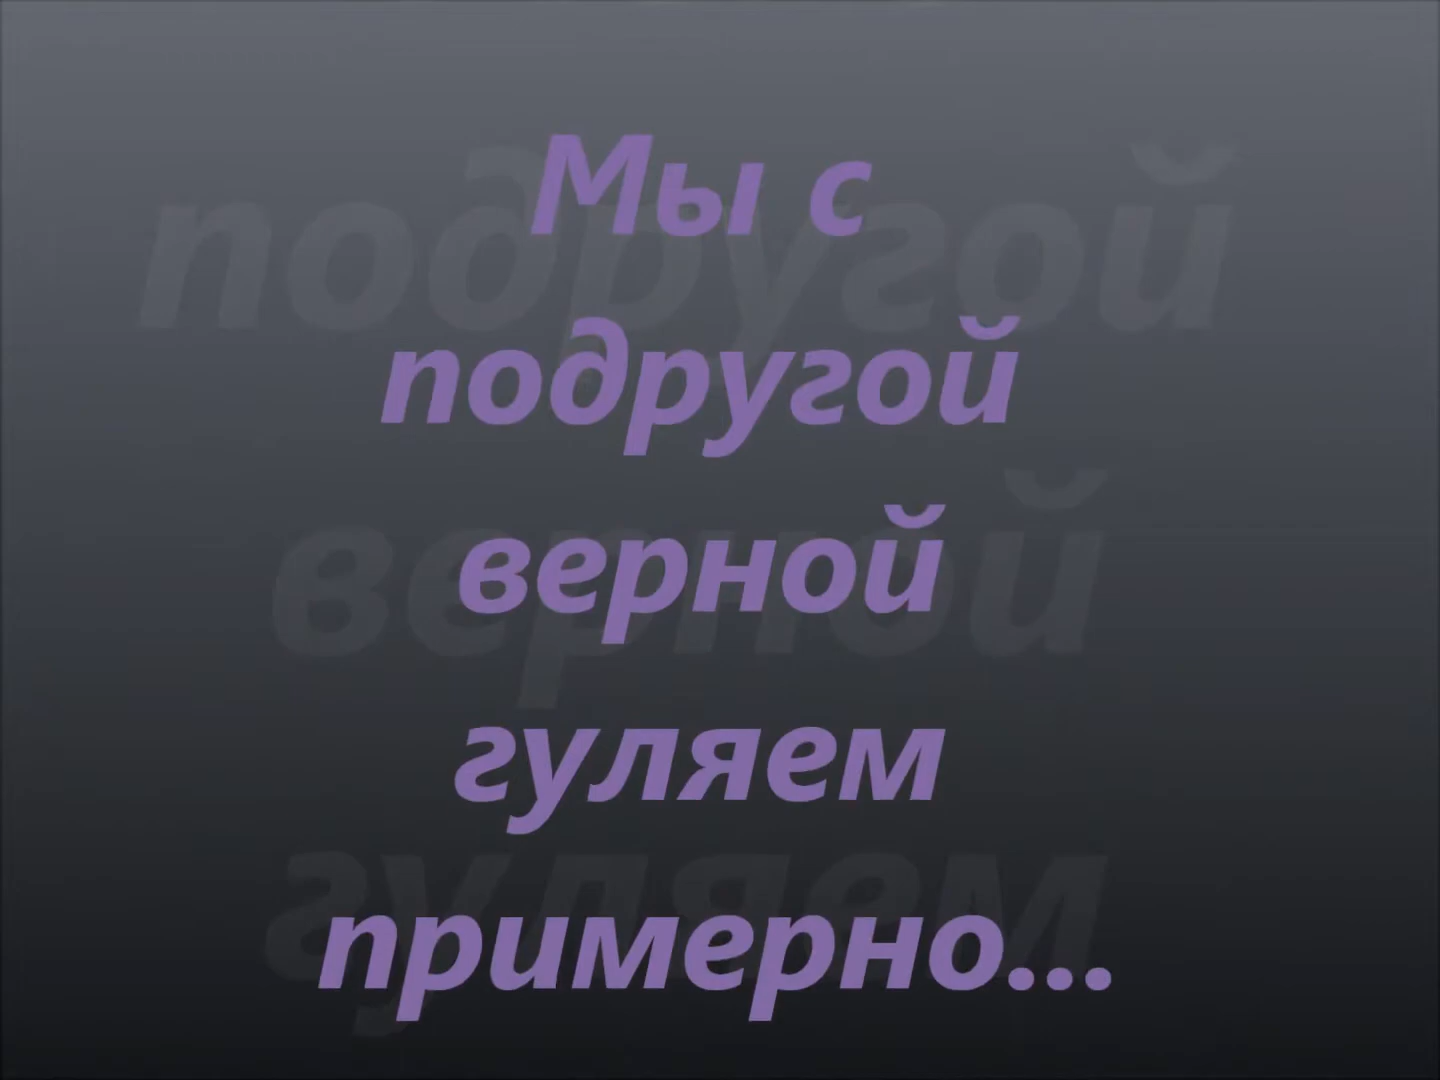 Мы с
подругой
верной
гуляем
примерно...